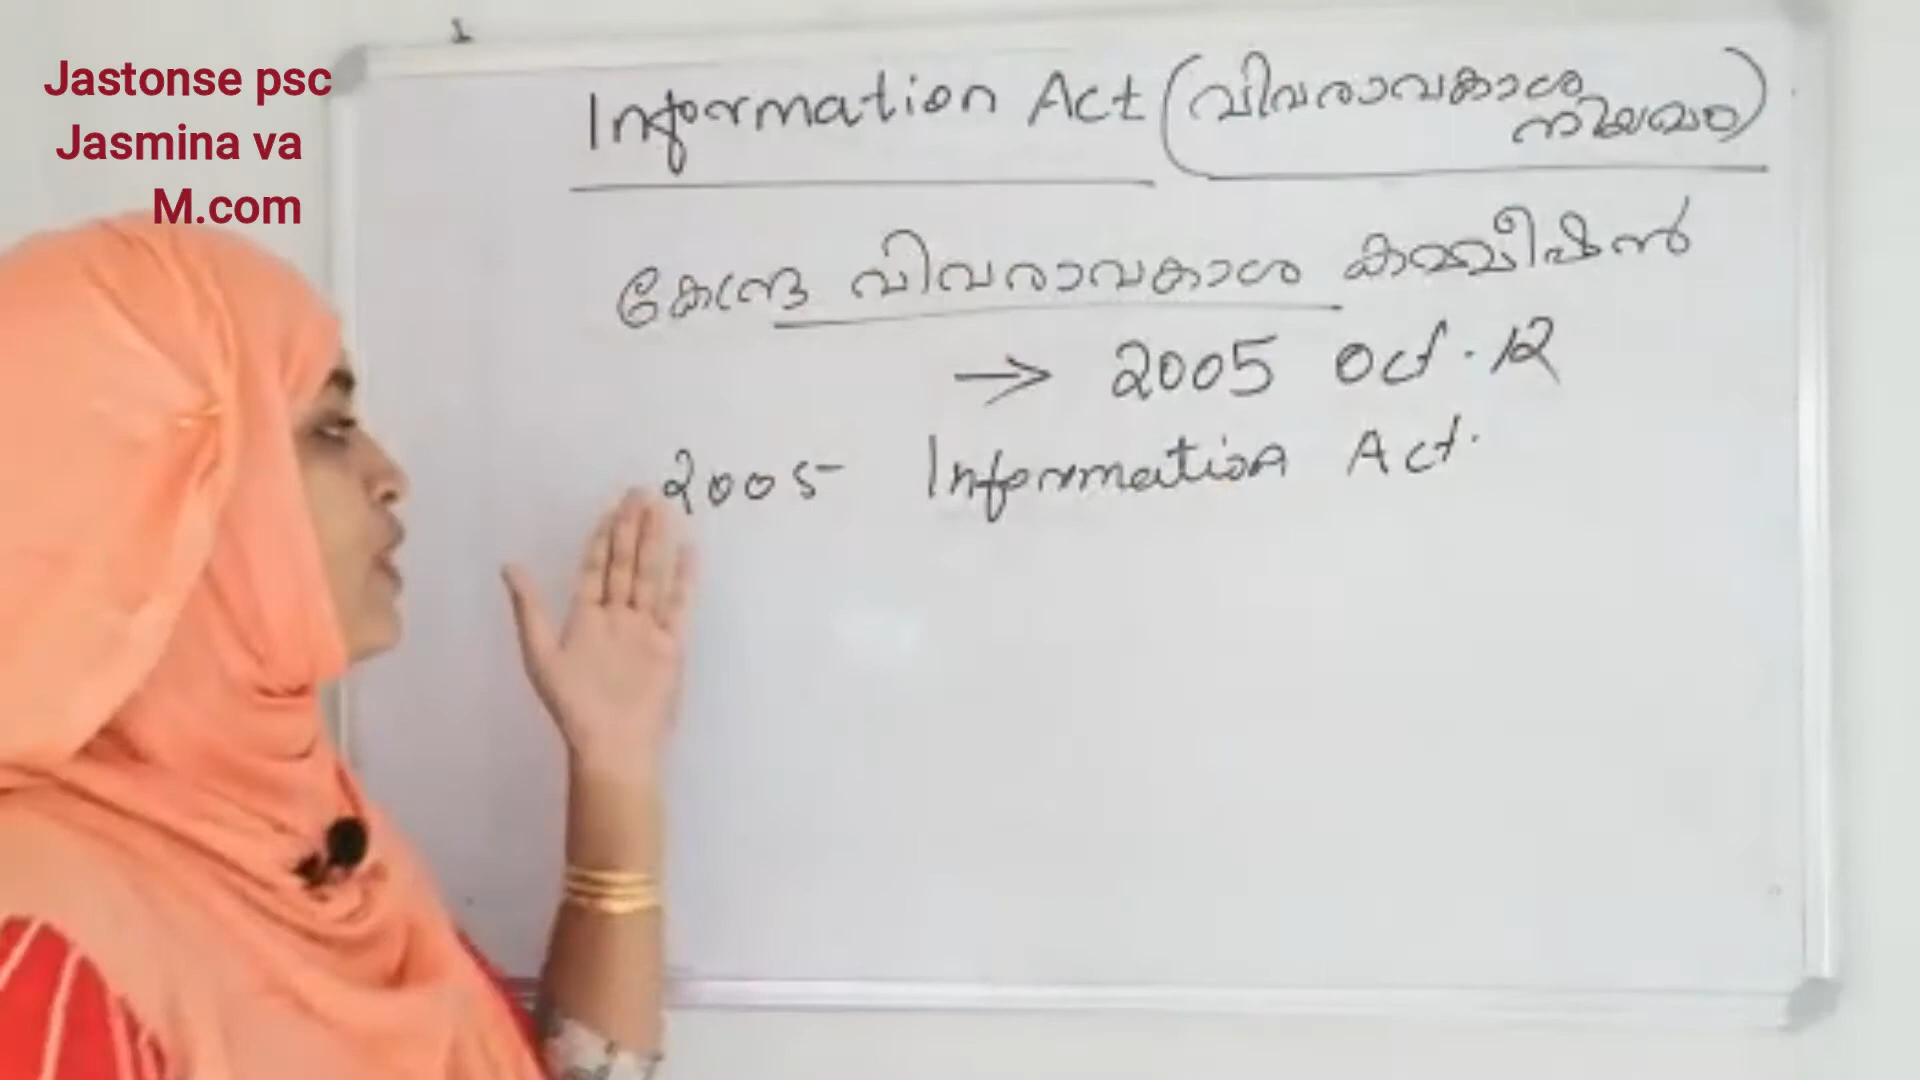 Jastonse psc
Jasmina va
M.com
Information Act (വിവരാവകാശ
നിയമം)
കേന്ദ്ര വിവരാവകാശ കമ്മീഷൻ
→ 2005 Oct. 12
2005 Information Act.